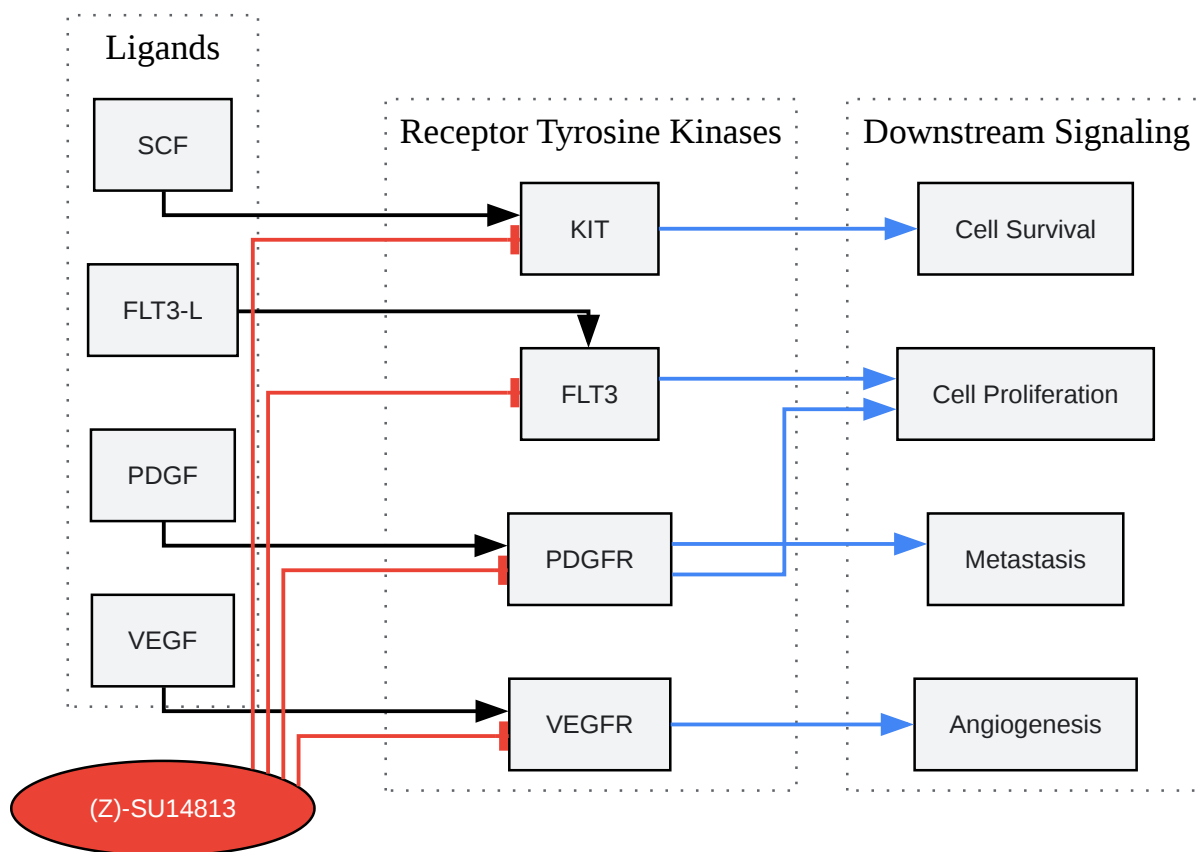 Ligands
SCF
FLT3-L
PDGF
VEGF
(Z)-SU14813
Receptor Tyrosine Kinases
KIT
FLT3
PDGFR
VEGFR
Downstream Signaling
Cell Survival
Cell Proliferation
Metastasis
Angiogenesis